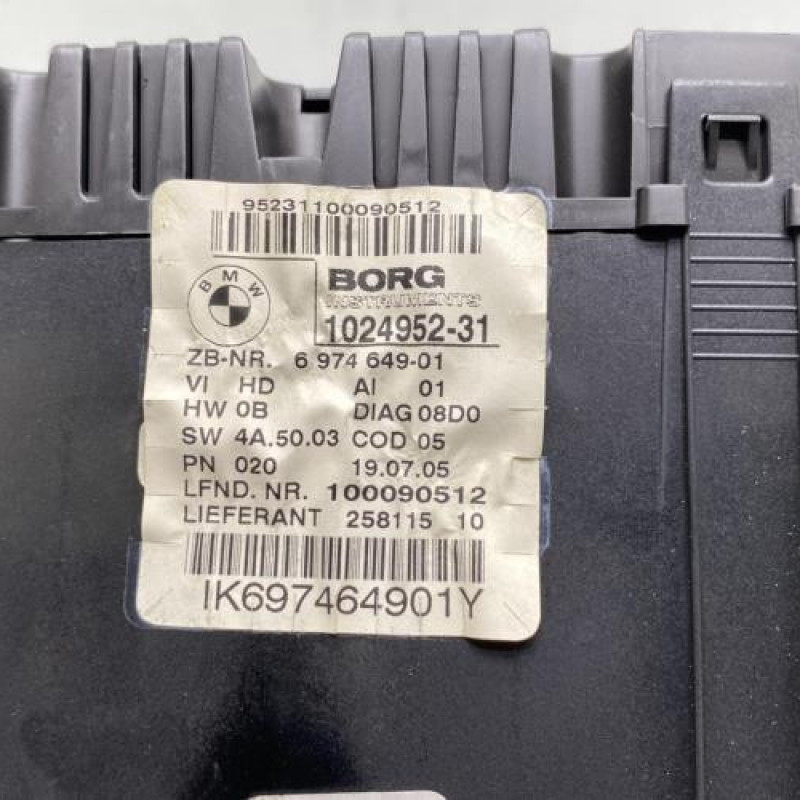 95231100090512
BMW
BORG
INSTRUMENTS
1024952-31
ZB-NR. 6 974 649-01
VI HD AI 01
HW 0B DIAG 08D0
SW 4A.50.03 COD 05
PN 020 19.07.05
LFND. NR. 100090512
LIEFERANT 258115 10
IK697464901Y